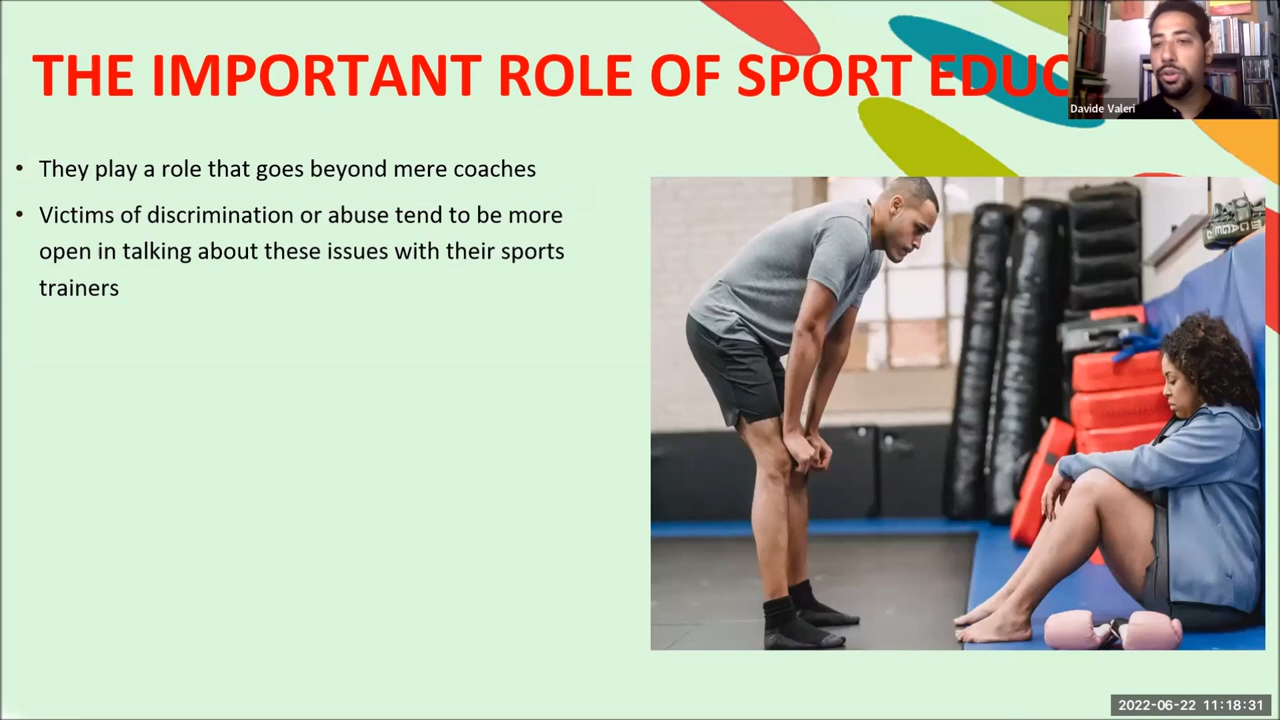 THE IMPORTANT ROLE OF SPORT EDUC
Davide Valeri
• They play a role that goes beyond mere coaches
• Victims of discrimination or abuse tend to be more
open in talking about these issues with their sports
trainers
2022-06-22 11:18:31